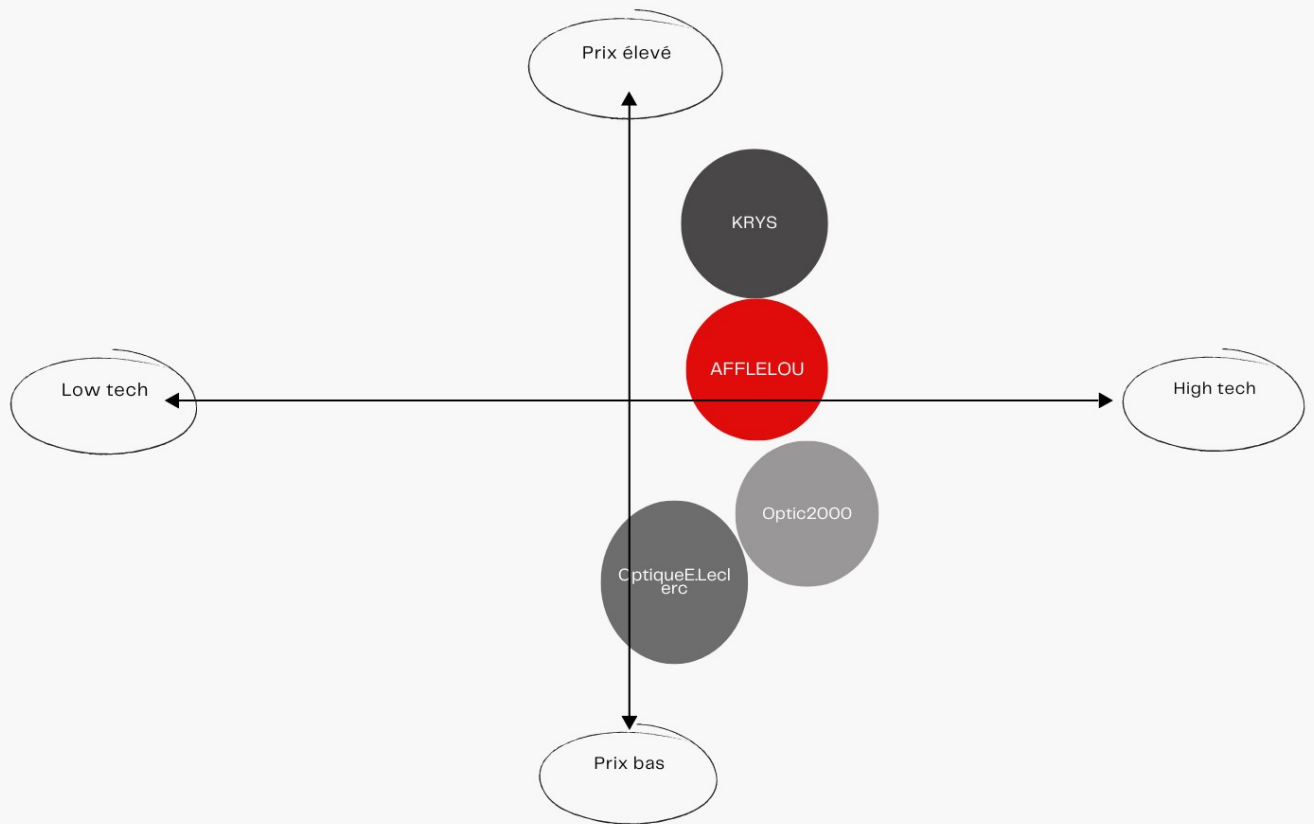 Prix élevé
KRYS
AFFLELOU
Low tech
High tech
Optic2000
OptiqueE.Lecl
erc
Prix bas